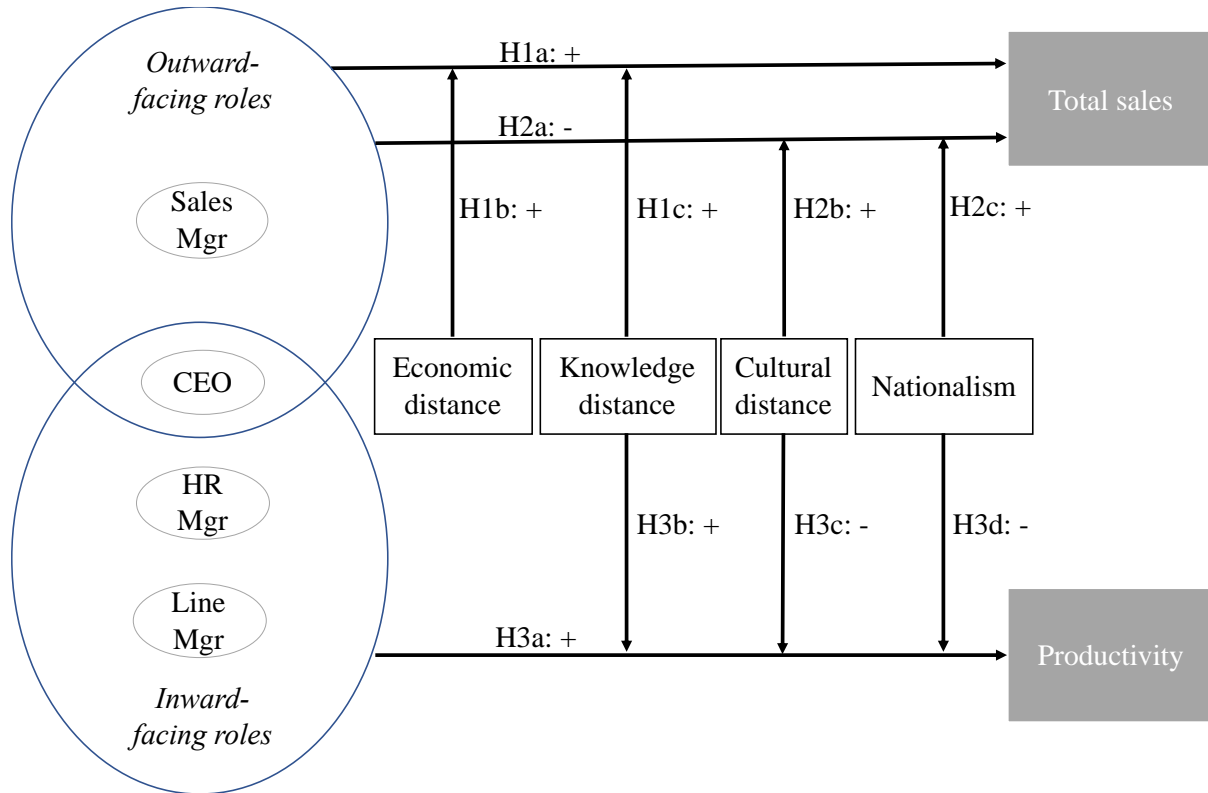 Outward-
facing roles
H1a: +
Total sales
H2a: -
Sales
Mgr
H1b: +
H1c: +
H2b: +
H2c: +
CEO
Economic
distance
Knowledge
distance
Cultural
distance
Nationalism
HR
Mgr
H3b: +
H3c: -
H3d: -
Line
Mgr
H3a: +
Productivity
Inward-
facing roles